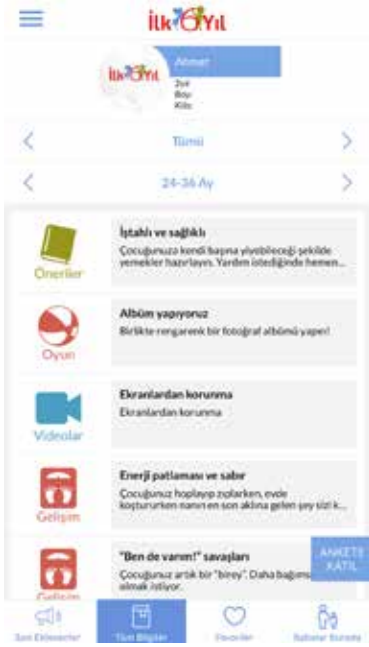 İlk 6 Yıl
İlk 6 Yıl
Ahmet
Boy:
Kilo:
Tümü
24-36 Ay
Öneriler
İştahlı ve sağlıklı
Çocuğunuza kendi başına yiyebileceği şekilde
yemekler hazırlayın. Yardım istediğinde hemen...
Oyun
Albüm yapıyoruz
Birlikte rengarenk bir fotoğraf albümü yapın!
Videolar
Ekranlardan korunma
Ekranlardan korunma
Gelişim
Enerji patlaması ve sabır
Çocuğunuz hoplayıp zıplarken, evde
koştururken nanın en son aklına gelen şey sizi k...
Gelişim
"Ben de varım!" savaşları
Çocuğunuz artık bir "birey". Daha bağıms
olmak istiyor.
ANKETE
KATIL
Son Eklenenler
Tüm Bilgiler
Favoriler
Babalar Burada